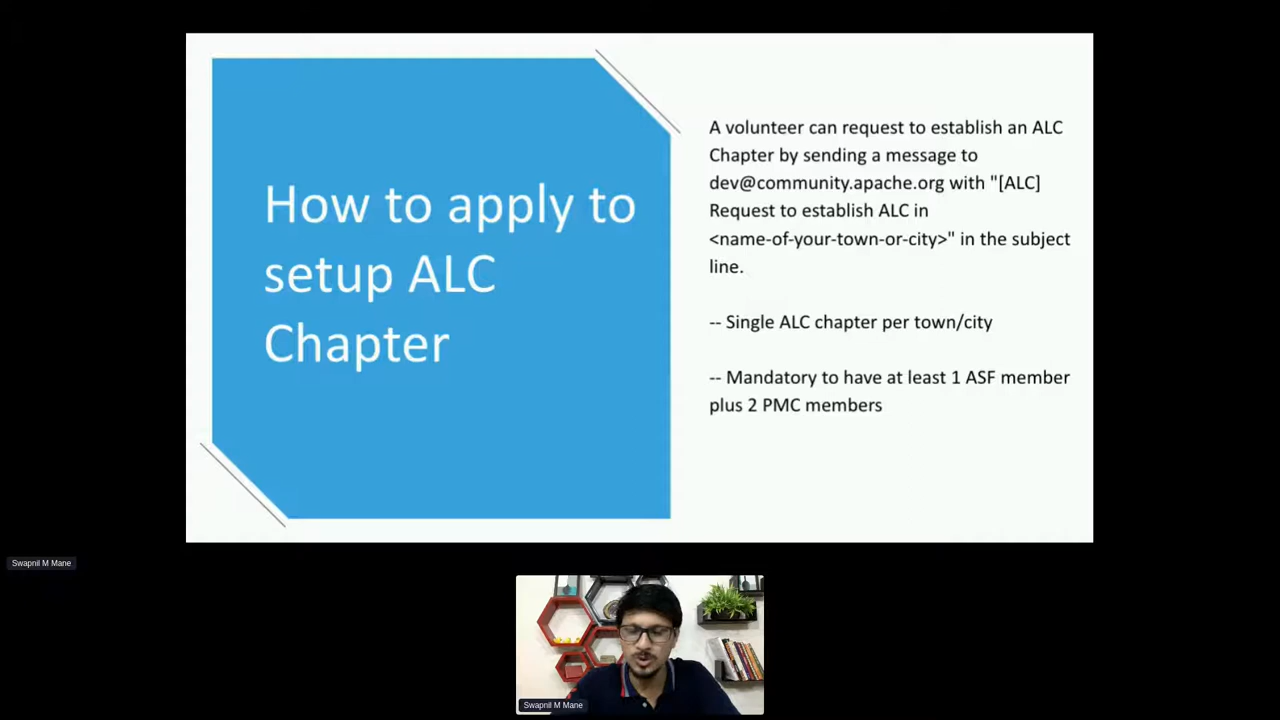 How to apply to
setup ALC
Chapter
A volunteer can request to establish an ALC
Chapter by sending a message to
dev@community.apache.org with "[ALC]
Request to establish ALC in
<name-of-your-town-or-city>" in the subject
line.
-- Single ALC chapter per town/city
-- Mandatory to have at least 1 ASF member
plus 2 PMC members
Swapnil M Mane
Swapnil M Mane